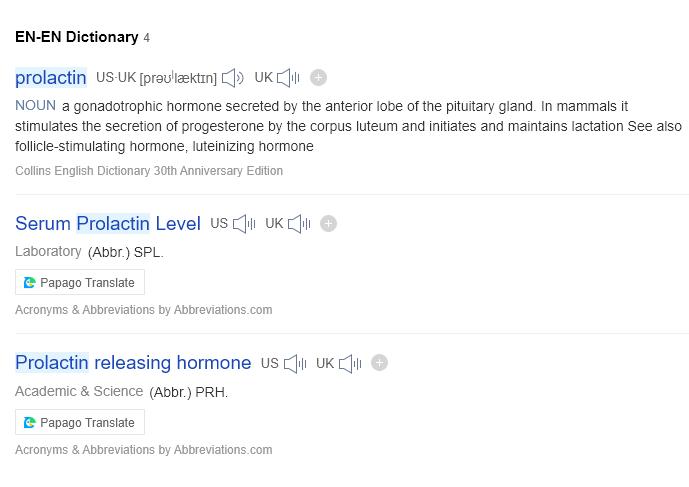 EN-EN Dictionary 4
prolactin US·UK [prəʊˈlæktɪn] UK
NOUN a gonadotrophic hormone secreted by the anterior lobe of the pituitary gland. In mammals it
stimulates the secretion of progesterone by the corpus luteum and initiates and maintains lactation See also
follicle-stimulating hormone, luteinizing hormone
Collins English Dictionary 30th Anniversary Edition
Serum Prolactin Level US UK
Laboratory (Abbr.) SPL.
Papago Translate
Acronyms & Abbreviations by Abbreviations.com
Prolactin releasing hormone US UK
Academic & Science (Abbr.) PRH.
Papago Translate
Acronyms & Abbreviations by Abbreviations.com